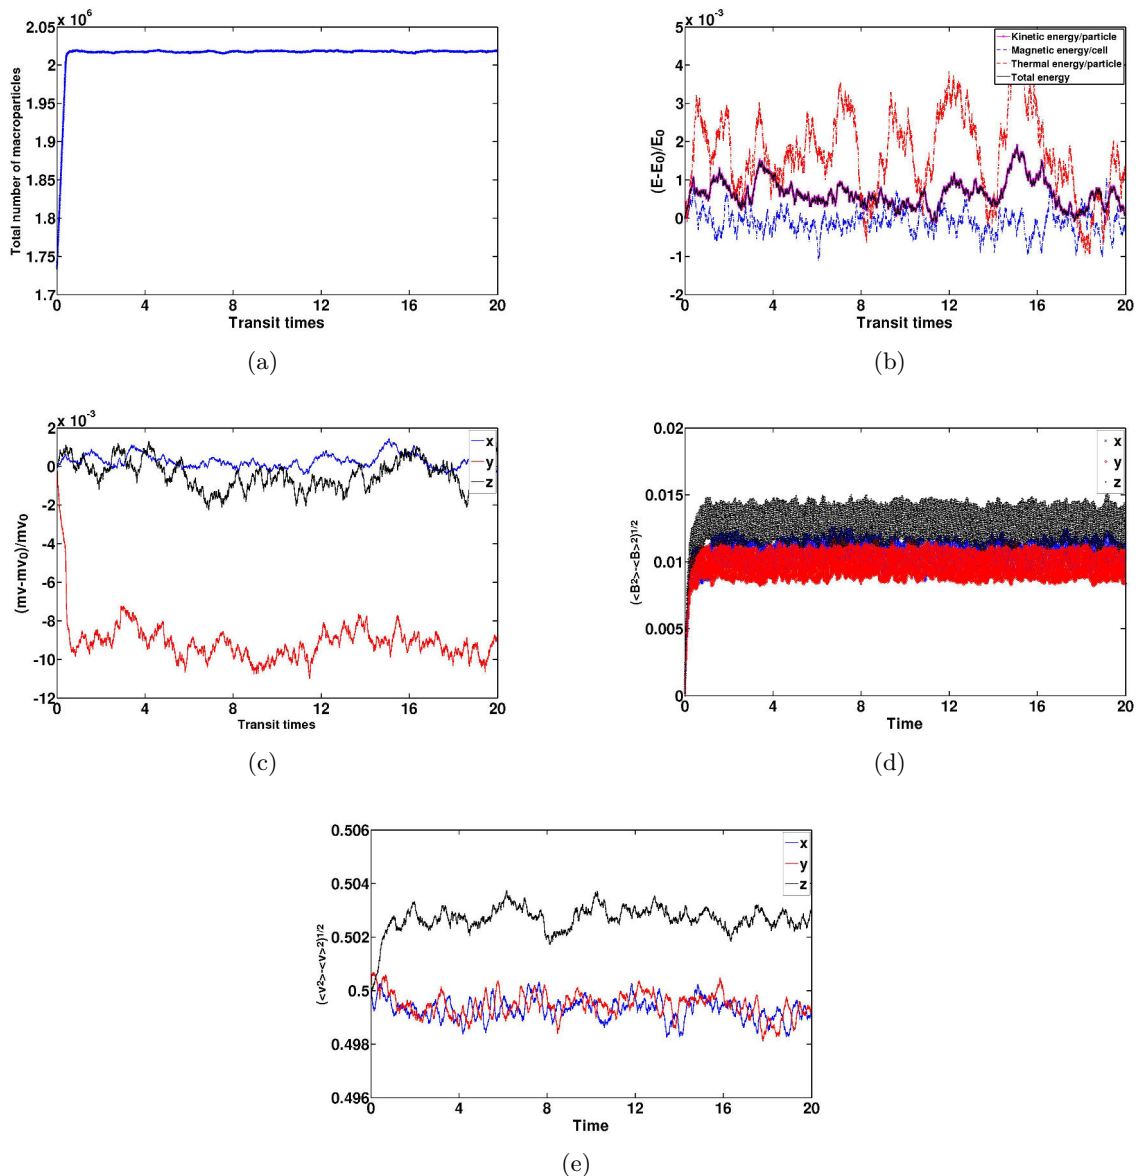 x 10^6
2.05
2
1.95
1.9
1.85
1.8
1.75
1.7
Total number of macroparticles
0 4 8 12 16 20
Transit times
(a)
x 10^-3
5
4
3
2
1
0
-1
-2
(E-E0)/E0
Kinetic energy/particle
Magnetic energy/cell
Thermal energy/particle
Total energy
0 4 8 12 16 20
Transit times
(b)
x 10^-3
2
0
-2
-4
-6
-8
-10
-12
(mv-mv0)/mv0
x
y
z
0 4 8 12 16 20
Transit times
(c)
0.02
0.015
0.01
0.005
0
(<B²>-<B>²)^1/2
x
y
z
0 4 8 12 16 20
Time
(d)
0.506
0.504
0.502
0.5
0.498
0.496
(<v²>-<v>²)^1/2
x
y
z
0 4 8 12 16 20
Time
(e)